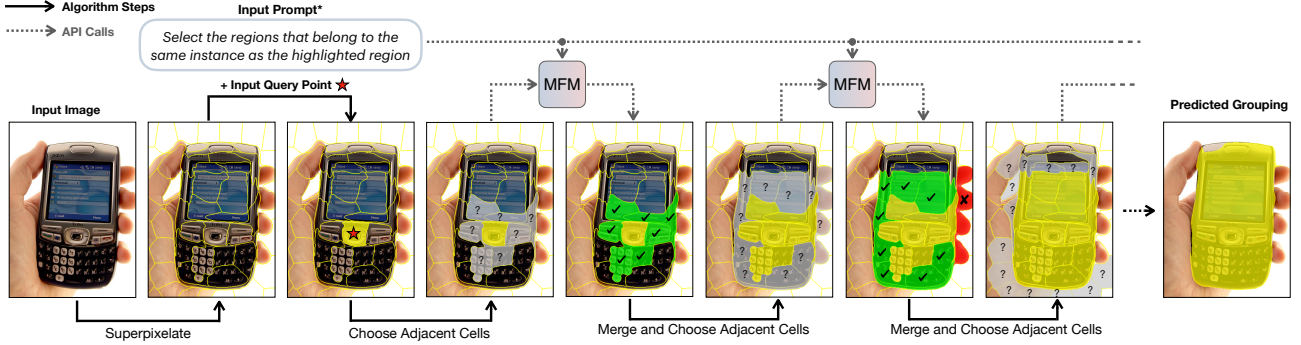 Algorithm Steps
API Calls
Input Prompt*
Select the regions that belong to the
same instance as the highlighted region
+ Input Query Point
MFM
MFM
Input Image
Predicted Grouping
? ? ? ? ? ? ?
? ? ? ? ? ? ? ?
✓ ✓ ✓ ✓ ✓ ✓ ✓ ✗
? ? ? ? ? ? ? ? ? ? ?
Superpixelate
Choose Adjacent Cells
Merge and Choose Adjacent Cells
Merge and Choose Adjacent Cells